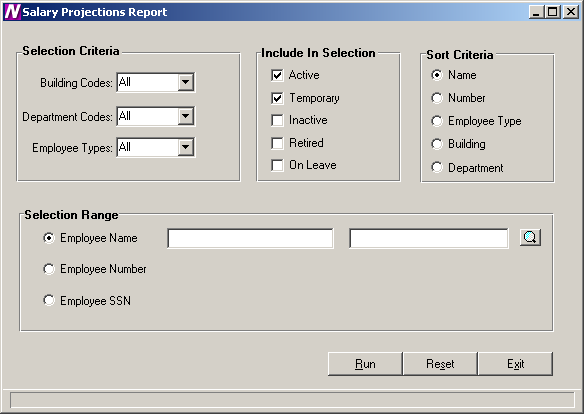 N Salary Projections Report
Selection Criteria
Building Codes: All
Department Codes: All
Employee Types: All
Include In Selection
Active
Temporary
Inactive
Retired
On Leave
Sort Criteria
Name
Number
Employee Type
Building
Department
Selection Range
Employee Name
Employee Number
Employee SSN
Run Reset Exit